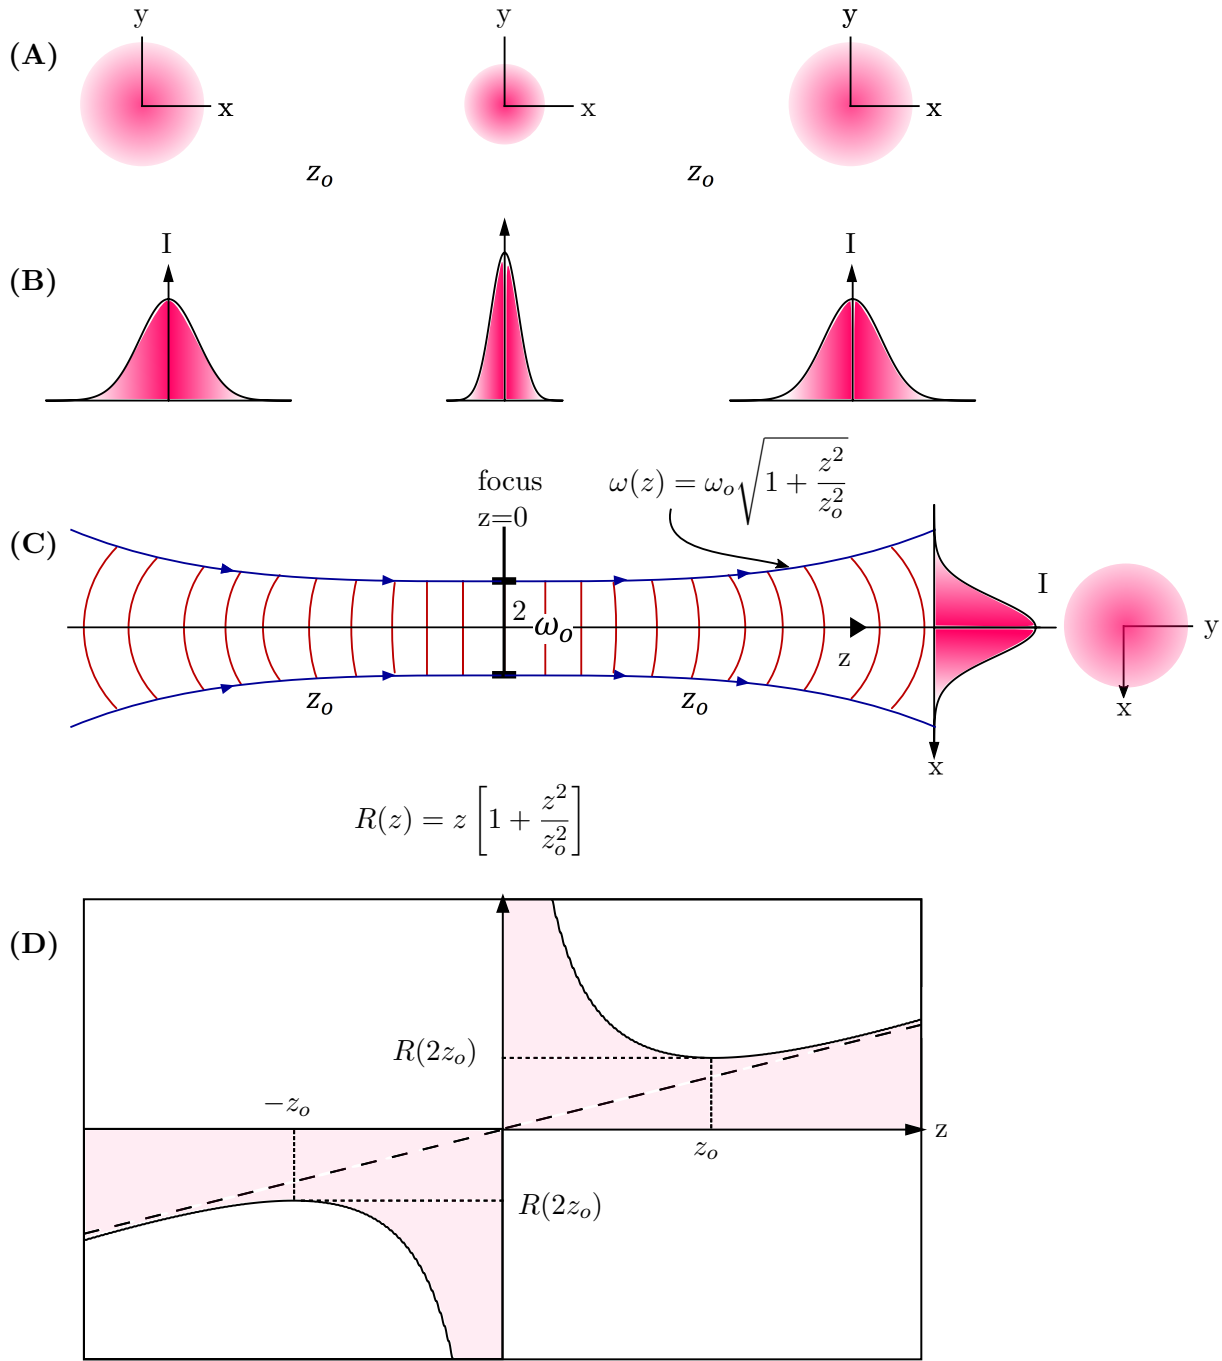 (A)
y
x
y
x
y
x
z_o
z_o
(B)
I
I
(C)
focus
z=0
ω(z) = ω_o√(1 + z²/z_o²)
2 ω_o
z
I
y
x
x
z_o
z_o
R(z) = z [1 + z²/z_o²]
(D)
R(2z_o)
−z_o
z
z_o
R(2z_o)